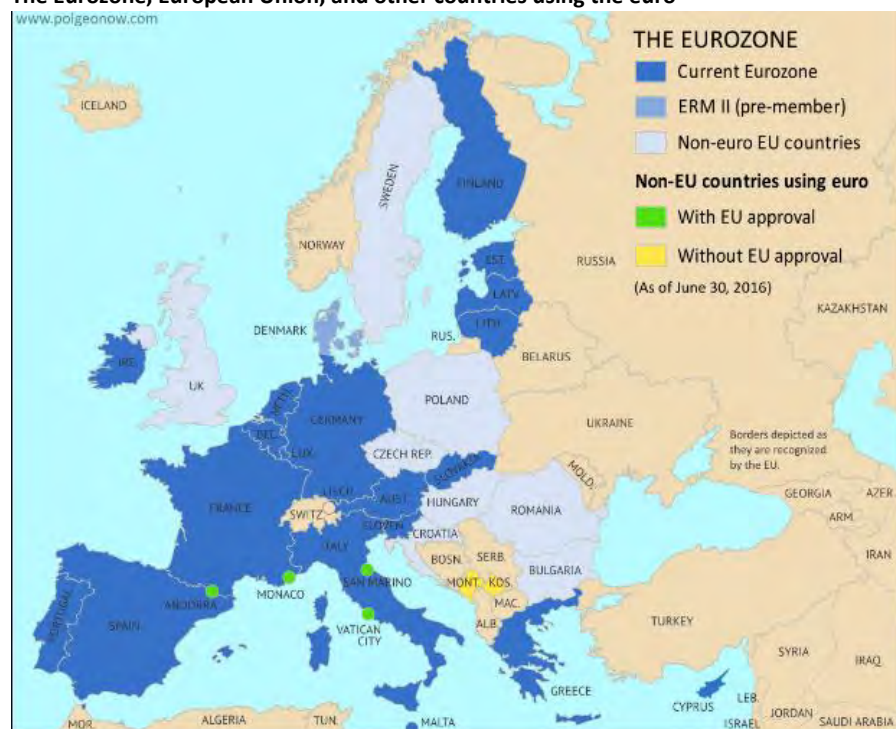 The Eurozone, European Union, and other countries using the euro
www.polgeonow.com
THE EUROZONE
Current Eurozone
ERM II (pre-member)
Non-euro EU countries
Non-EU countries using euro
With EU approval
Without EU approval
(As of June 30, 2016)
ICELAND
SWEDEN
FINLAND
NORWAY
RUSSIA
EST.
LATV.
LITH.
KAZAKHSTAN
DENMARK
RUS.
BELARUS
IRE.
UK
NETH.
POLAND
GERMANY
BEL.
UKRAINE
LUX.
CZECH REP.
Borders depicted as
they are recognized
by the EU.
SLOVAKIA
MOLD.
LIECH.
AUST.
HUNGARY
FRANCE
SWITZ.
ROMANIA
GEORGIA
AZER.
SLOVEN.
CROATIA
ARM.
ITALY
BOSN.
SERB.
BULGARIA
IRAN
SAN MARINO
MONT.
KOS.
MONACO
ANDORRA
MAC.
PORTUGAL
SPAIN
VATICAN
CITY
ALB.
TURKEY
SYRIA
IRAQ
GREECE
CYPRUS
LEB.
JORDAN
MOR.
ALGERIA
TUN.
MALTA
ISRAEL
SAUDI ARABIA